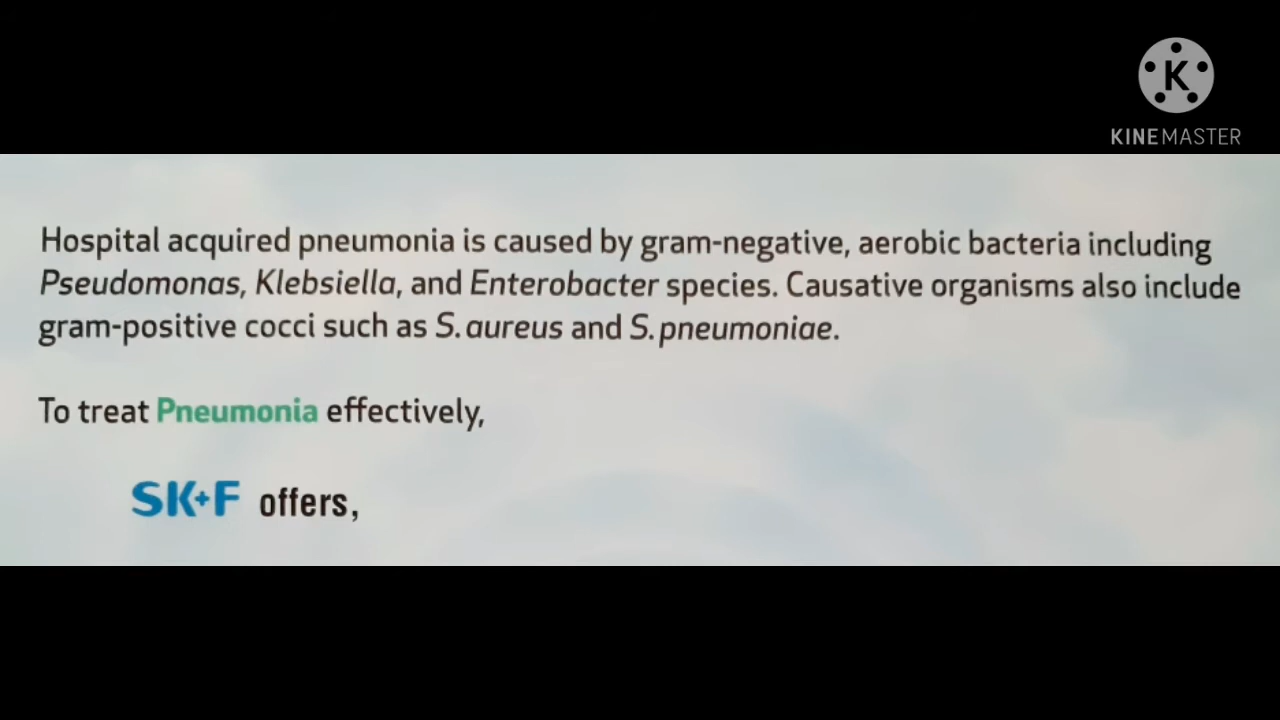 K
KINEMASTER
Hospital acquired pneumonia is caused by gram-negative, aerobic bacteria including
Pseudomonas, Klebsiella, and Enterobacter species. Causative organisms also include
gram-positive cocci such as S. aureus and S. pneumoniae.
To treat Pneumonia effectively,
SK+F offers,